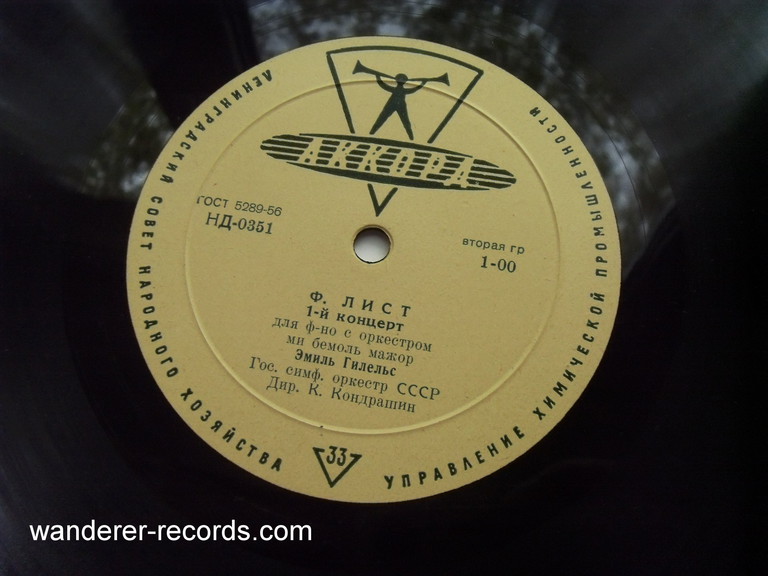 ЛЕНИНГРАДСКИЙ СОВЕТ НАРОДНОГО ХОЗЯЙСТВА
УПРАВЛЕНИЕ ХИМИЧЕСКОЙ ПРОМЫШЛЕННОСТИ
АККОРД
ГОСТ 5289-56
НД-0351
вторая гр
1-00
Ф. ЛИСТ
1-й концерт
для ф-но с оркестром
ми бемоль мажор
Эмиль Гилельс
Гос. симф. оркестр СССР
Дир. К. Кондрашин
33
wanderer-records.com